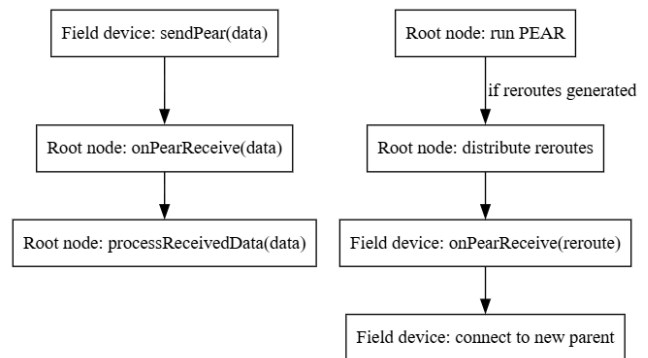 Field device: sendPear(data)
Root node: onPearReceive(data)
Root node: processReceivedData(data)
Root node: run PEAR
if reroutes generated
Root node: distribute reroutes
Field device: onPearReceive(reroute)
Field device: connect to new parent